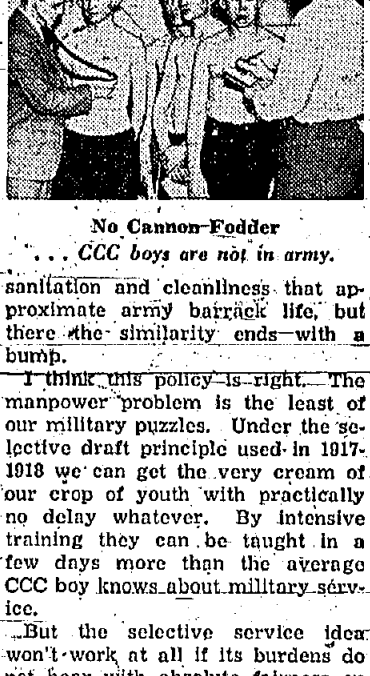 No Cannon Fodder
. . . CCC boys are not in army.
sanitation and cleanliness that ap-
proximate army barrack life, but
there the similarity ends—with a
bump.
I think this policy is right. The
manpower problem is the least of
our military puzzles. Under the se-
lective draft principle used in 1917-
1918 we can get the very cream of
our crop of youth with practically
no delay whatever. By intensive
training they can be taught in a
few days more than the average
CCC boy knows about military serv-
ice.
But the selective service idea
won't work at all if its burdens do
not bear with absolute fairness